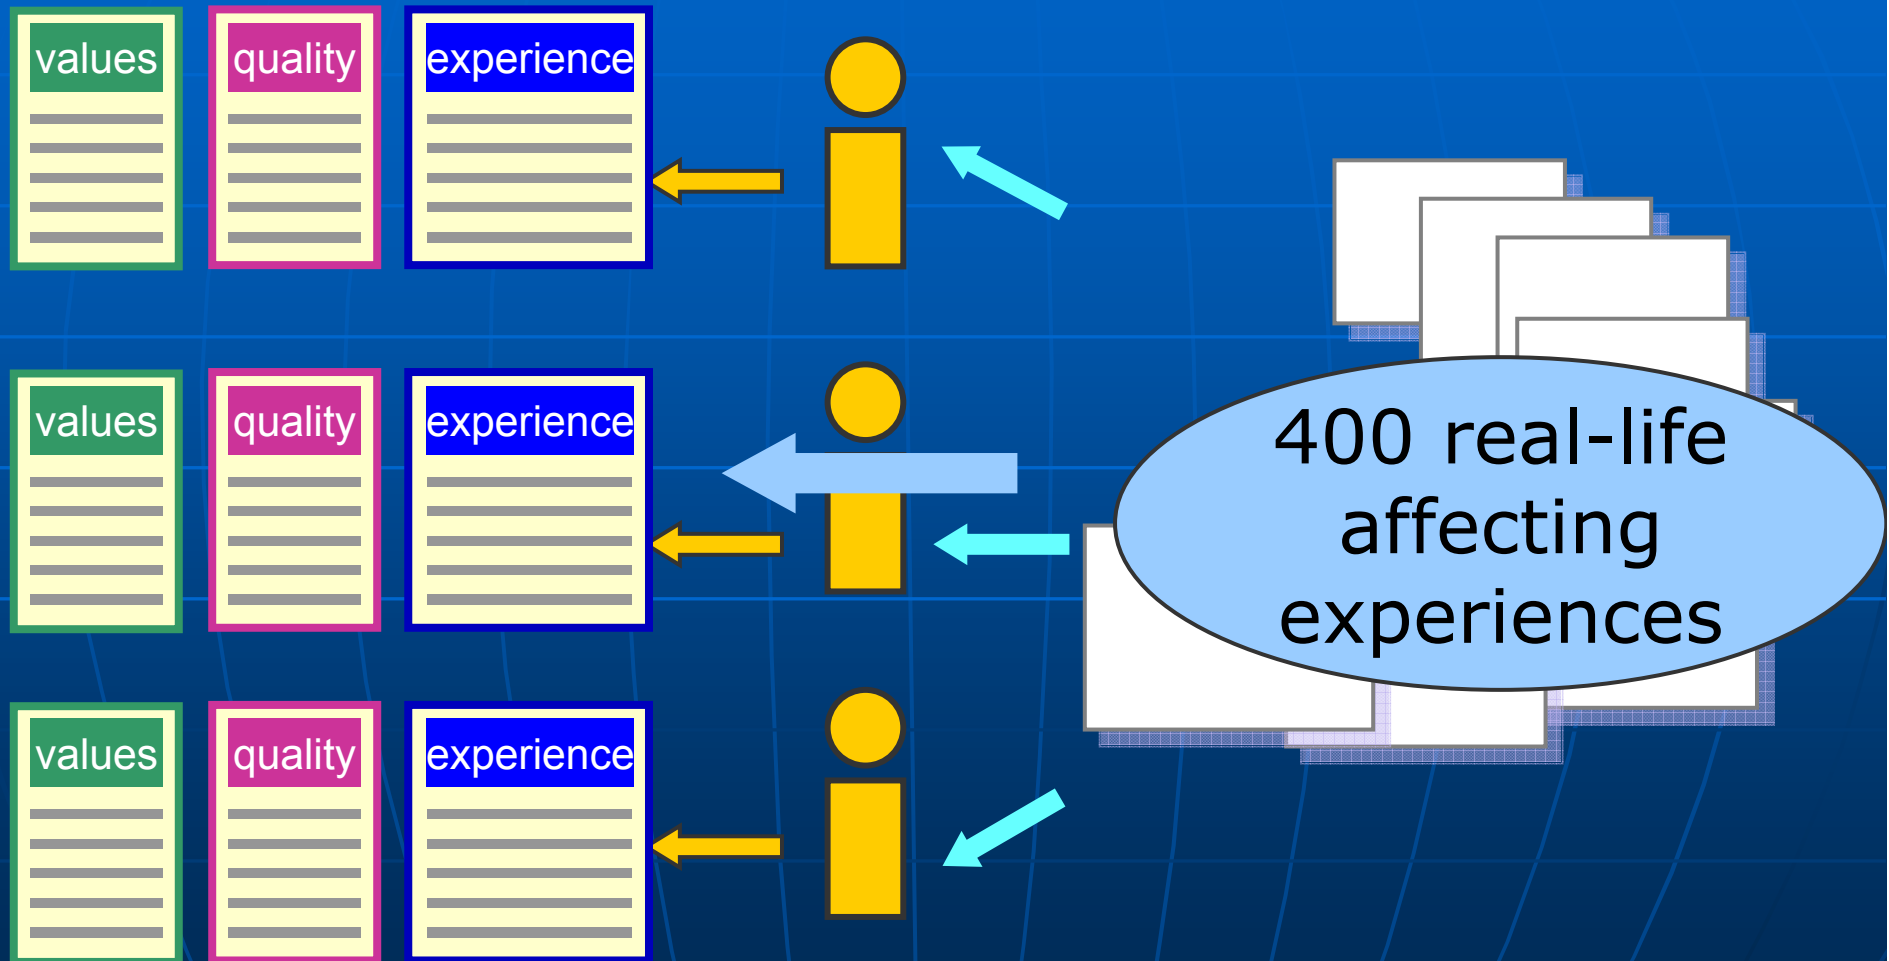 values
quality
experience
values
quality
experience
400 real-life
affecting
experiences
values
quality
experience